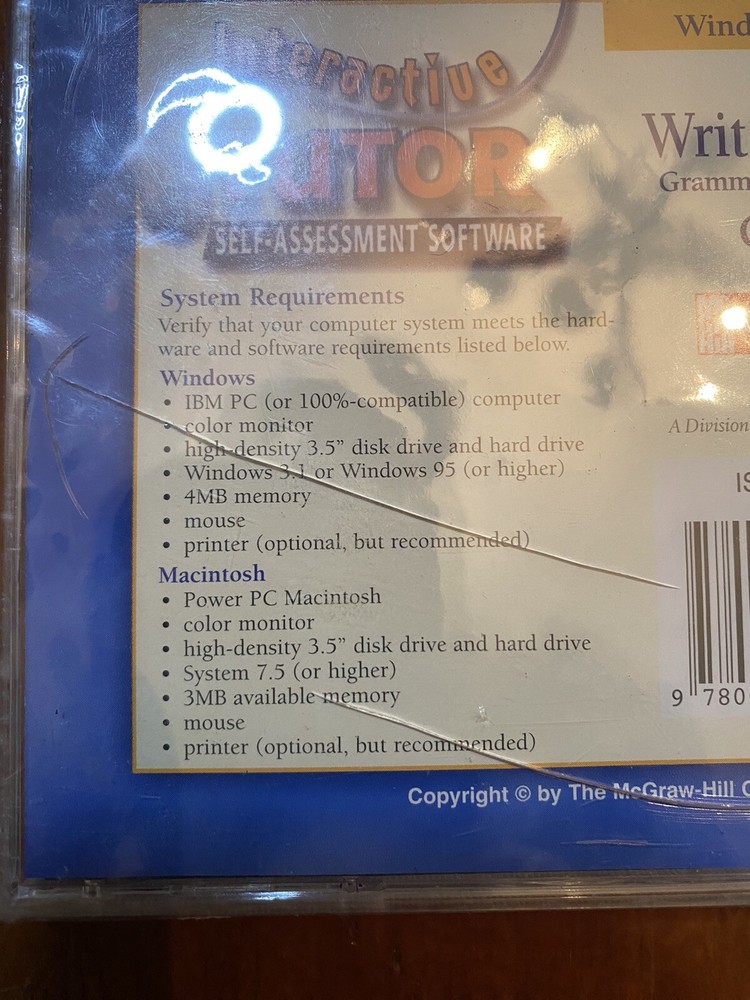 Interactive
TUTOR
SELF-ASSESSMENT SOFTWARE
System Requirements
Verify that your computer system meets the hard-
ware and software requirements listed below.
Windows
• IBM PC (or 100%-compatible) computer
• color monitor
• high-density 3.5” disk drive and hard drive
• Windows 3.1 or Windows 95 (or higher)
• 4MB memory
• mouse
• printer (optional, but recommended)
Macintosh
• Power PC Macintosh
• color monitor
• high-density 3.5” disk drive and hard drive
• System 7.5 (or higher)
• 3MB available memory
• mouse
• printer (optional, but recommended)
Copyright © by The McGraw-Hill C
Wind
Writ
Gramm
A Division
IS
9 780